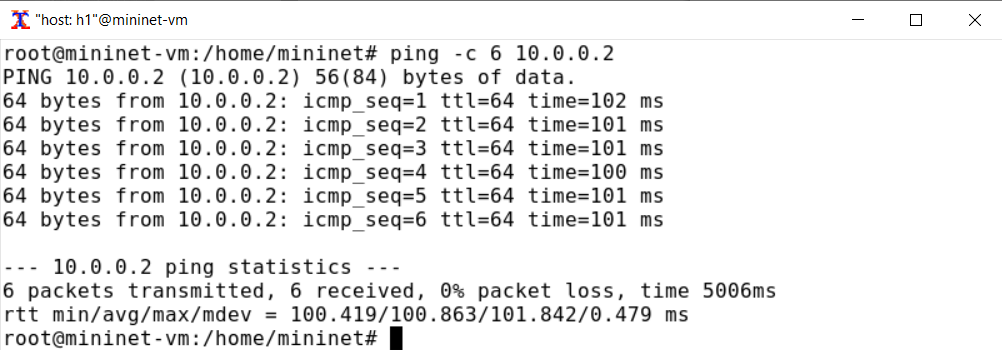 "host: h1"@mininet-vm
root@mininet-vm:/home/mininet# ping -c 6 10.0.0.2
PING 10.0.0.2 (10.0.0.2) 56(84) bytes of data.
64 bytes from 10.0.0.2: icmp_seq=1 ttl=64 time=102 ms
64 bytes from 10.0.0.2: icmp_seq=2 ttl=64 time=101 ms
64 bytes from 10.0.0.2: icmp_seq=3 ttl=64 time=101 ms
64 bytes from 10.0.0.2: icmp_seq=4 ttl=64 time=100 ms
64 bytes from 10.0.0.2: icmp_seq=5 ttl=64 time=101 ms
64 bytes from 10.0.0.2: icmp_seq=6 ttl=64 time=101 ms

--- 10.0.0.2 ping statistics ---
6 packets transmitted, 6 received, 0% packet loss, time 5006ms
rtt min/avg/max/mdev = 100.419/100.863/101.842/0.479 ms
root@mininet-vm:/home/mininet#